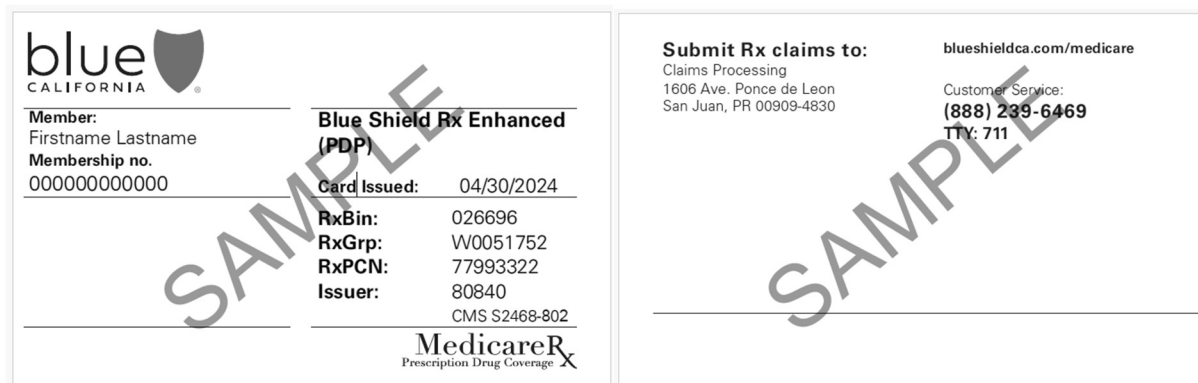 blue
CALIFORNIA
®
Member:
Firstname Lastname
Membership no.
000000000000
Blue Shield Rx Enhanced
(PDP)
Card Issued: 04/30/2024
RxBin: 026696
RxGrp: W0051752
RxPCN: 77993322
Issuer: 80840
CMS S2468-802
MedicareRx
Prescription Drug Coverage
SAMPLE
Submit Rx claims to:
Claims Processing
1606 Ave. Ponce de Leon
San Juan, PR 00909-4830
blueshieldca.com/medicare
Customer Service:
(888) 239-6469
TTY: 711
SAMPLE